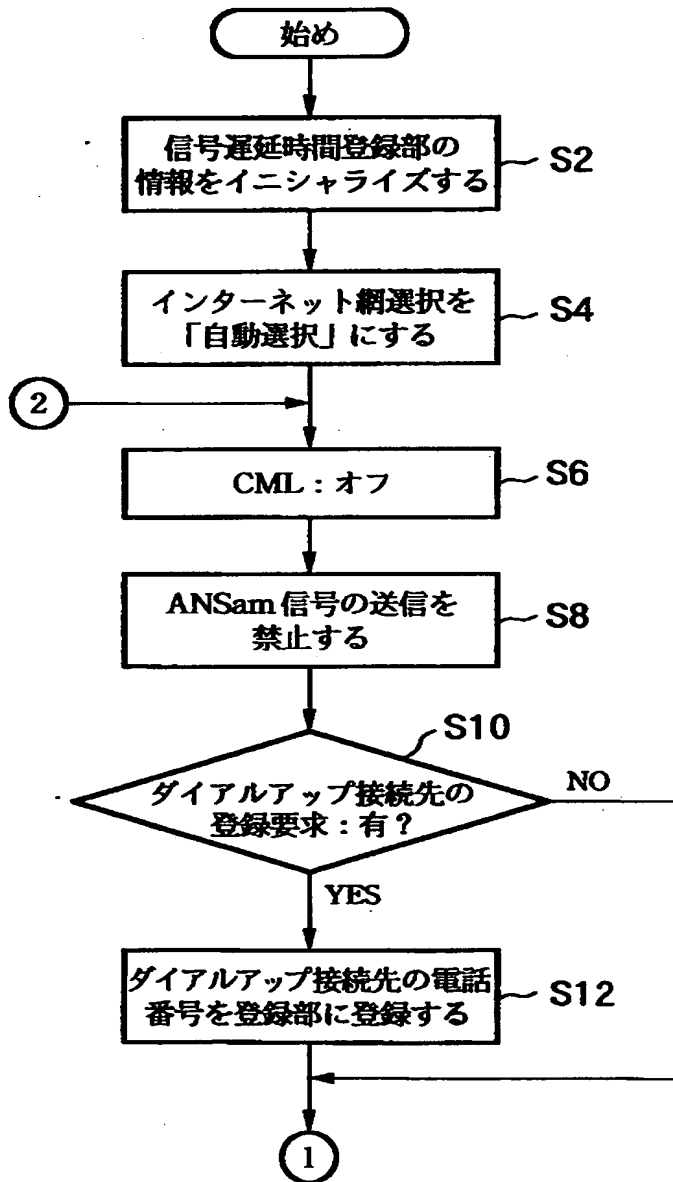 始め
信号遅延時間登録部の
情報をイニシャライズする
S2
インターネット網選択を
「自動選択」にする
S4
2
CML：オフ
S6
ANSam 信号の送信を
禁止する
S8
S10
ダイアルアップ接続先の
登録要求：有？
NO
YES
ダイアルアップ接続先の電話
番号を登録部に登録する
S12
1